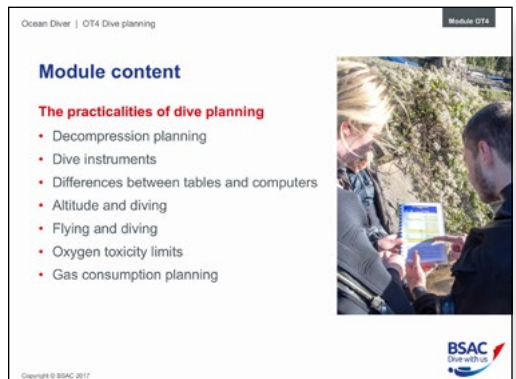 Ocean Diver | OT4 Dive planning
Module OT4
Module content
The practicalities of dive planning
• Decompression planning
• Dive instruments
• Differences between tables and computers
• Altitude and diving
• Flying and diving
• Oxygen toxicity limits
• Gas consumption planning
BSAC
Dive with us
Copyright © BSAC 2017